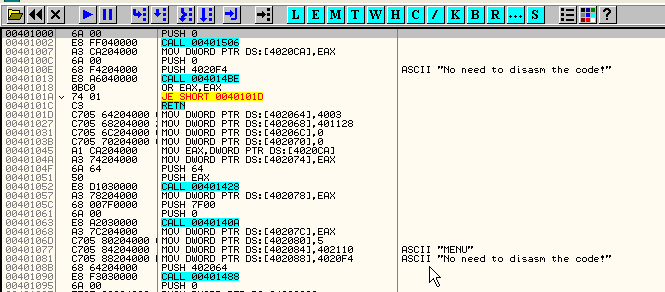 L E M T W H C / K B R ... S
00401000 6A 00 PUSH 0
00401002 E8 FF040000 CALL 00401506
00401007 A3 CA204000 MOV DWORD PTR DS:[4020CA],EAX
0040100C 6A 00 PUSH 0
0040100E 68 F4204000 PUSH 4020F4 ASCII "No need to disasm the code!"
00401013 E8 A6040000 CALL 004014BE
00401018 0BC0 OR EAX,EAX
0040101A 74 01 JE SHORT 0040101D
0040101C C3 RETN
0040101D C705 64204000 MOV DWORD PTR DS:[402064],4003
00401027 C705 68204000 MOV DWORD PTR DS:[402068],401128
00401031 C705 6C204000 MOV DWORD PTR DS:[40206C],0
0040103B C705 70204000 MOV DWORD PTR DS:[402070],0
00401045 A1 CA204000 MOV EAX,DWORD PTR DS:[4020CA]
0040104A A3 74204000 MOV DWORD PTR DS:[402074],EAX
0040104F 6A 64 PUSH 64
00401051 50 PUSH EAX
00401052 E8 D1030000 CALL 00401428
00401057 A3 78204000 MOV DWORD PTR DS:[402078],EAX
0040105C 68 007F0000 PUSH 7F00
00401061 6A 00 PUSH 0
00401063 E8 A2030000 CALL 0040140A
00401068 A3 7C204000 MOV DWORD PTR DS:[40207C],EAX
0040106D C705 80204000 MOV DWORD PTR DS:[402080],5
00401077 C705 84204000 MOV DWORD PTR DS:[402084],402110 ASCII "MENU"
00401081 C705 88204000 MOV DWORD PTR DS:[402088],4020F4 ASCII "No need to disasm the code!"
0040108B 68 64204000 PUSH 402064
00401090 E8 F3030000 CALL 00401488
00401095 6A 00 PUSH 0